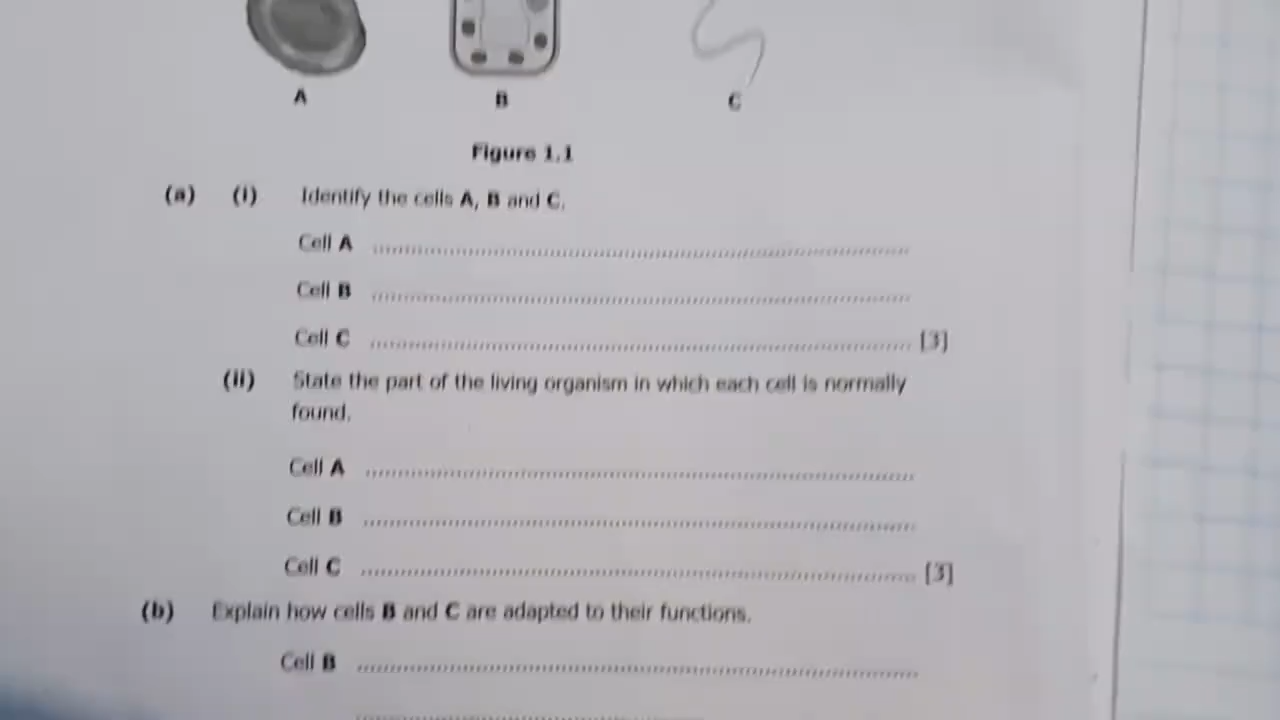 A B C
Figure 1.1
(a) (i) Identify the cells A, B and C.
Cell A ................................................
Cell B ................................................
Cell C ................................................ [3]
(ii) State the part of the living organism in which each cell is normally
found.
Cell A ................................................
Cell B ................................................
Cell C ................................................ [3]
(b) Explain how cells B and C are adapted to their functions.
Cell B ................................................